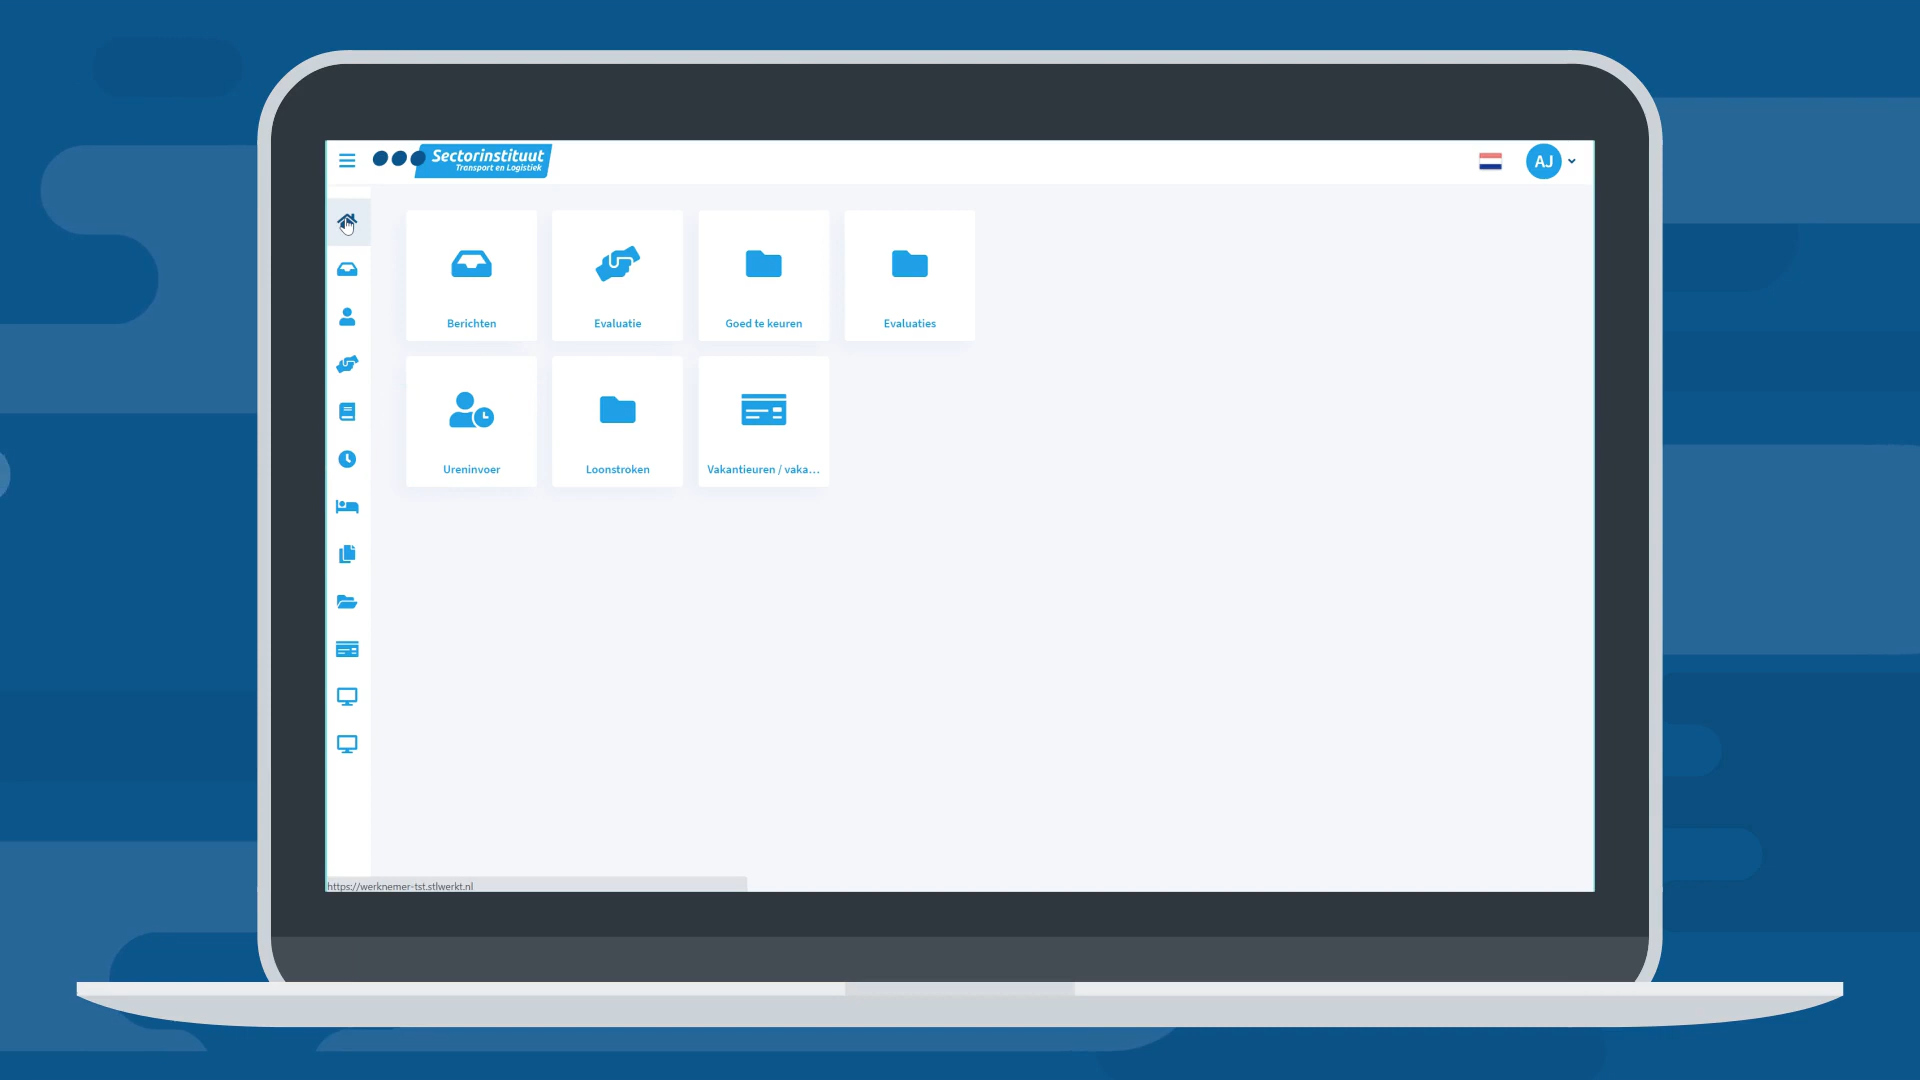 Sectorinstituut
Transport en Logistiek
AJ
Berichten
Evaluatie
Goed te keuren
Evaluaties
Ureninvoer
Loonstroken
Vakantieuren / vaka...
https://werknemer-tst.stlwerkt.nl